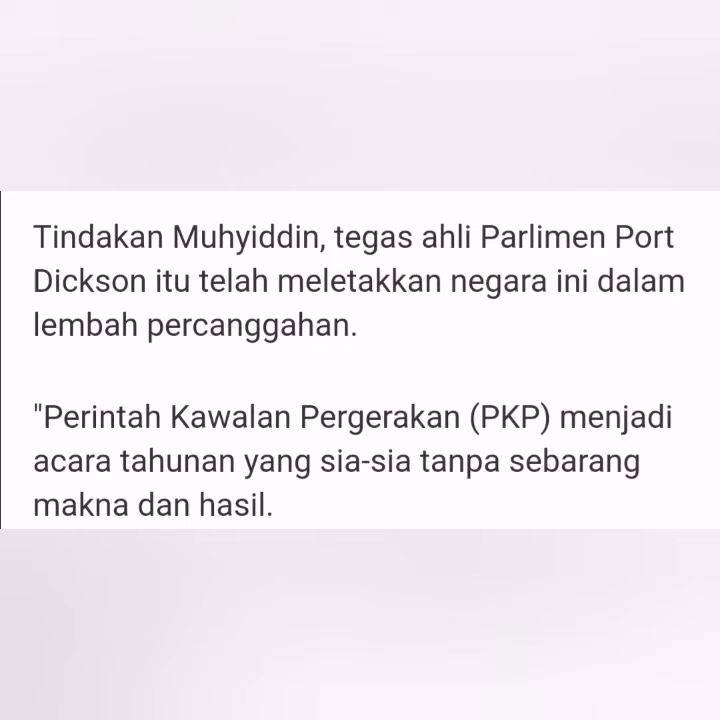 Tindakan Muhyiddin, tegas ahli Parlimen Port
Dickson itu telah meletakkan negara ini dalam
lembah percanggahan.
"Perintah Kawalan Pergerakan (PKP) menjadi
acara tahunan yang sia-sia tanpa sebarang
makna dan hasil.